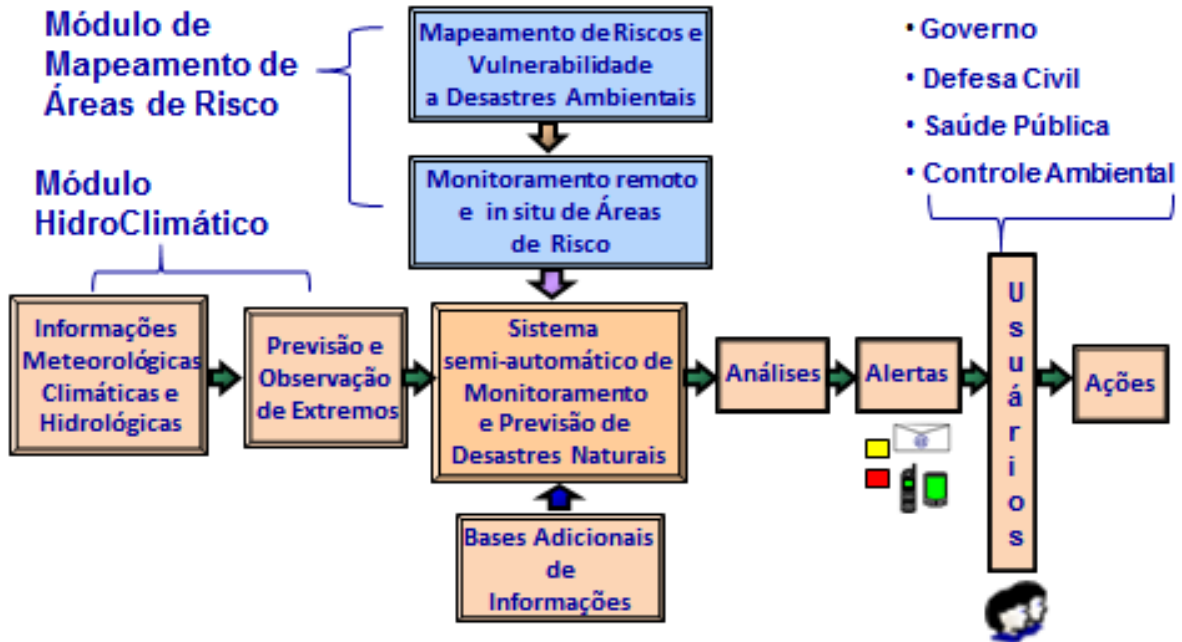 Módulo de
Mapeamento de
Áreas de Risco
Mapeamento de Riscos e
Vulnerabilidade
a Desastres Ambientais
• Governo
• Defesa Civil
• Saúde Pública
• Controle Ambiental
Monitoramento remoto
e in situ de Áreas
de Risco
Módulo
HidroClimático
Informações
Meteorológicas
Climáticas e
Hidrológicas
Previsão e
Observação
de Extremos
Sistema
semi-automático de
Monitoramento
e Previsão de
Desastres Naturais
Análises
Alertas
Usuários
Ações
Bases Adicionais
de
Informações